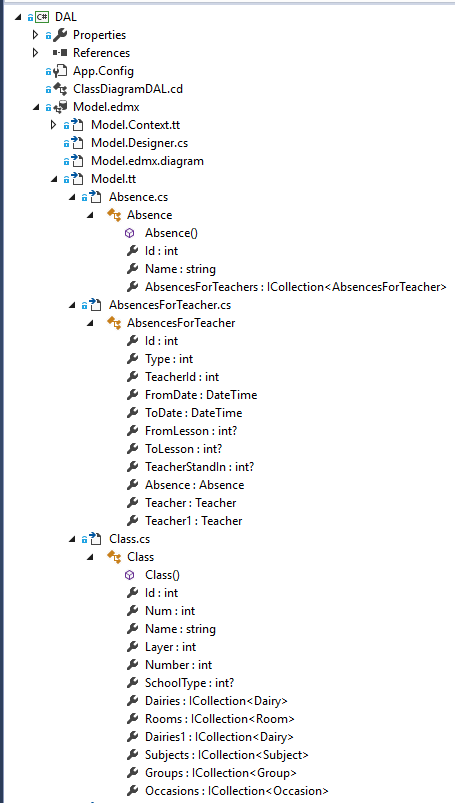 C# DAL
Properties
References
App.Config
ClassDiagramDAL.cd
Model.edmx
Model.Context.tt
Model.Designer.cs
Model.edmx.diagram
Model.tt
Absence.cs
Absence
Absence()
Id : int
Name : string
AbsencesForTeachers : ICollection<AbsencesForTeacher>
AbsencesForTeacher.cs
AbsencesForTeacher
Id : int
Type : int
TeacherId : int
FromDate : DateTime
ToDate : DateTime
FromLesson : int?
ToLesson : int?
TeacherStandIn : int?
Absence : Absence
Teacher : Teacher
Teacher1 : Teacher
Class.cs
Class
Class()
Id : int
Num : int
Name : string
Layer : int
Number : int
SchoolType : int?
Dairies : ICollection<Dairy>
Rooms : ICollection<Room>
Dairies1 : ICollection<Dairy>
Subjects : ICollection<Subject>
Groups : ICollection<Group>
Occasions : ICollection<Occasion>